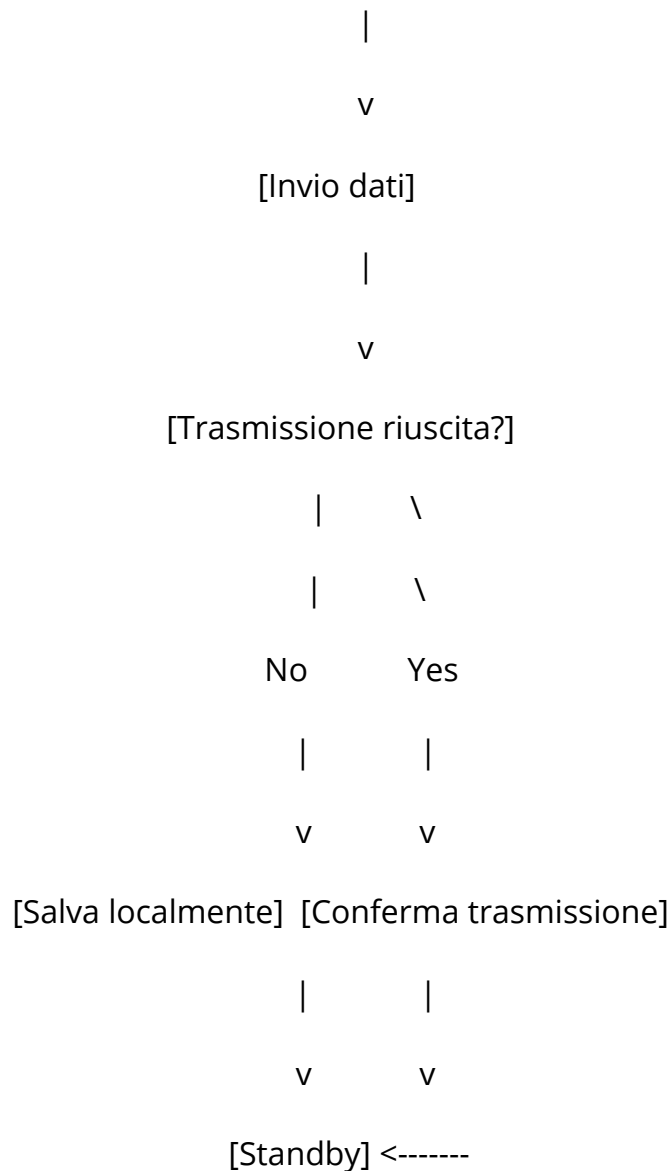 |
v
[Invio dati]
|
v
[Trasmissione riuscita?]
| \
| \
No Yes
| |
v v
[Salva localmente] [Conferma trasmissione]
| |
v v
[Standby] <-------